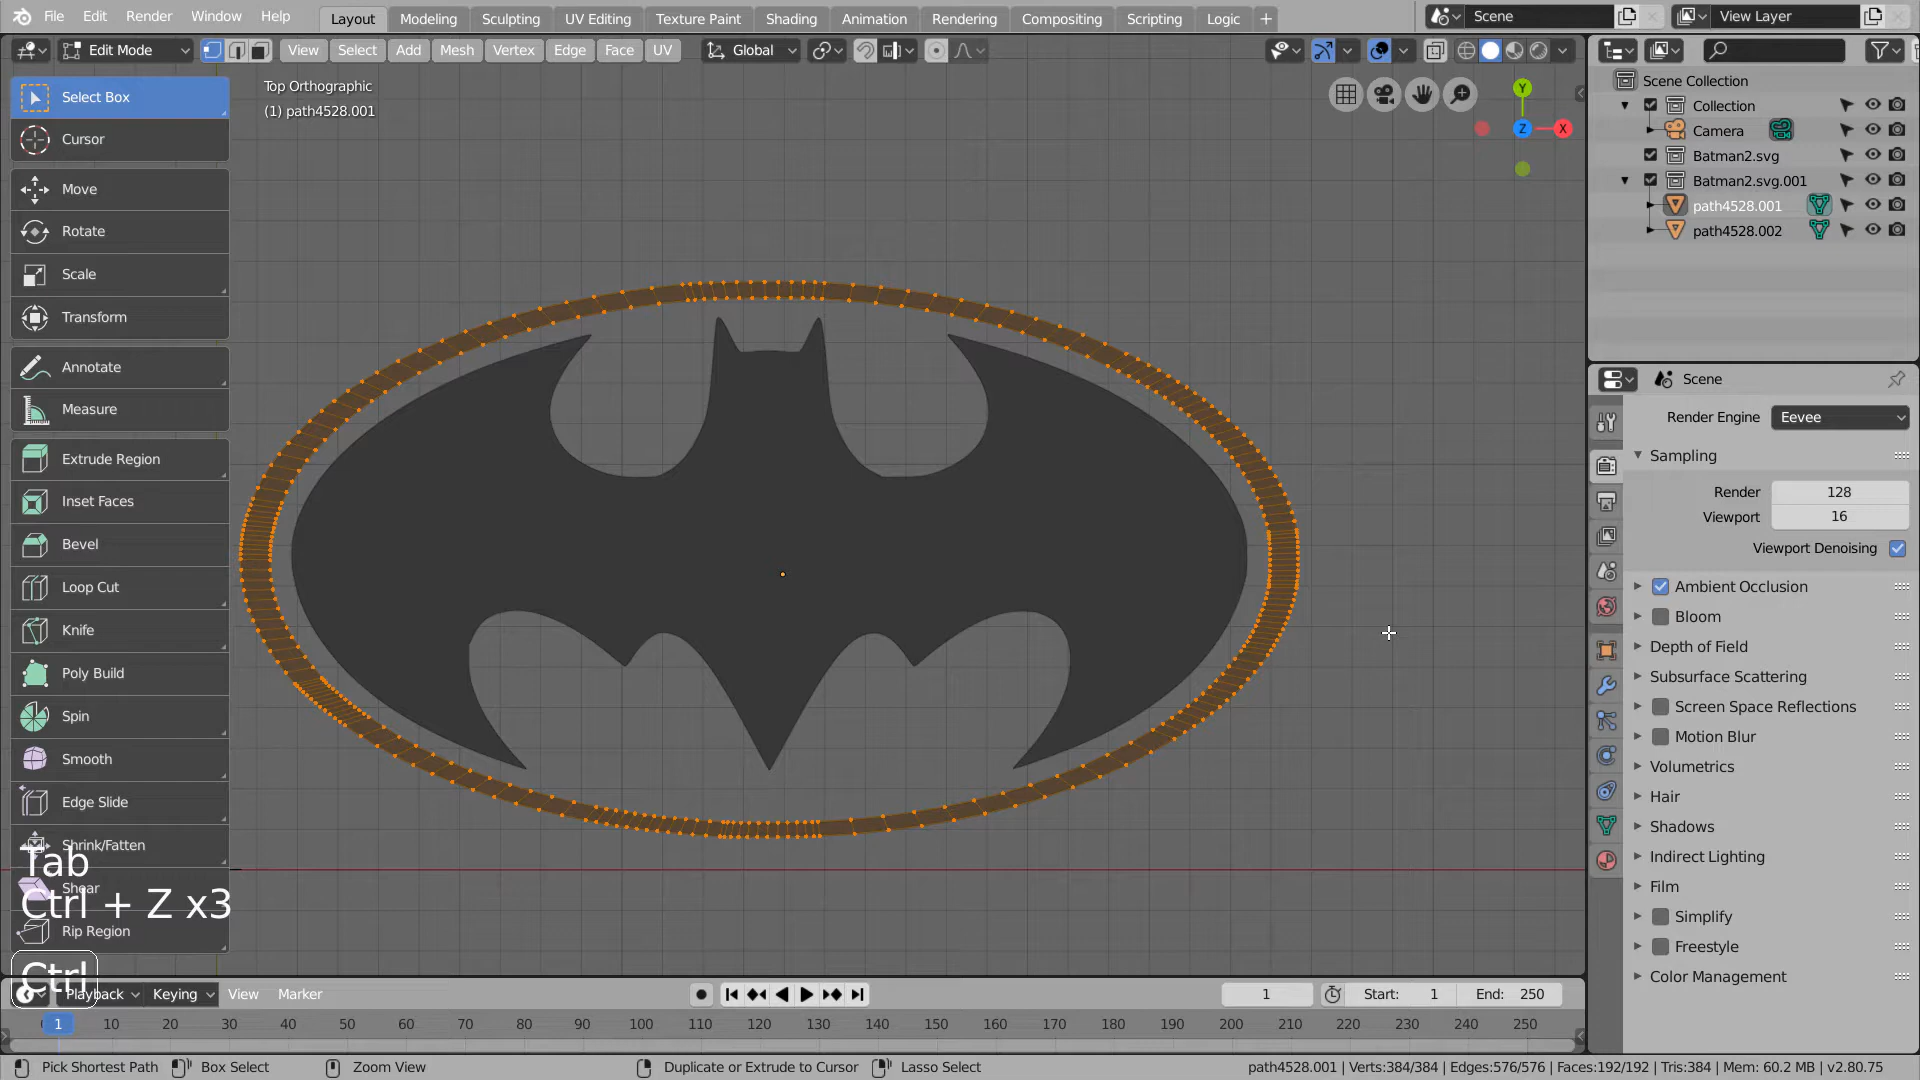 File Edit Render Window Help Layout Modeling Sculpting UV Editing Texture Paint Shading Animation Rendering Compositing Scripting Logic + Scene View Layer
Edit Mode View Select Add Mesh Vertex Edge Face UV Global
Top Orthographic
(1) path4528.001
Select Box
Cursor
Move
Rotate
Scale
Transform
Annotate
Measure
Extrude Region
Inset Faces
Bevel
Loop Cut
Knife
Poly Build
Spin
Smooth
Edge Slide
Shrink/Fatten
Shear
Rip Region
Tab
Ctrl + Z x3
Ctrl
Y
Z
X
Scene Collection
Collection
Camera
Batman2.svg
Batman2.svg.001
path4528.001
path4528.002
Scene
Render Engine Eevee
Sampling
Render 128
Viewport 16
Viewport Denoising
Ambient Occlusion
Bloom
Depth of Field
Subsurface Scattering
Screen Space Reflections
Motion Blur
Volumetrics
Hair
Shadows
Indirect Lighting
Film
Simplify
Freestyle
Color Management
Playback Keying View Marker 1 Start: 1 End: 250
1 10 20 30 40 50 60 70 80 90 100 110 120 130 140 150 160 170 180 190 200 210 220 230 240 250
Pick Shortest Path Box Select Zoom View Duplicate or Extrude to Cursor Lasso Select path4528.001 | Verts:384/384 | Edges:576/576 | Faces:192/192 | Tris:384 | Mem: 60.2 MB | v2.80.75